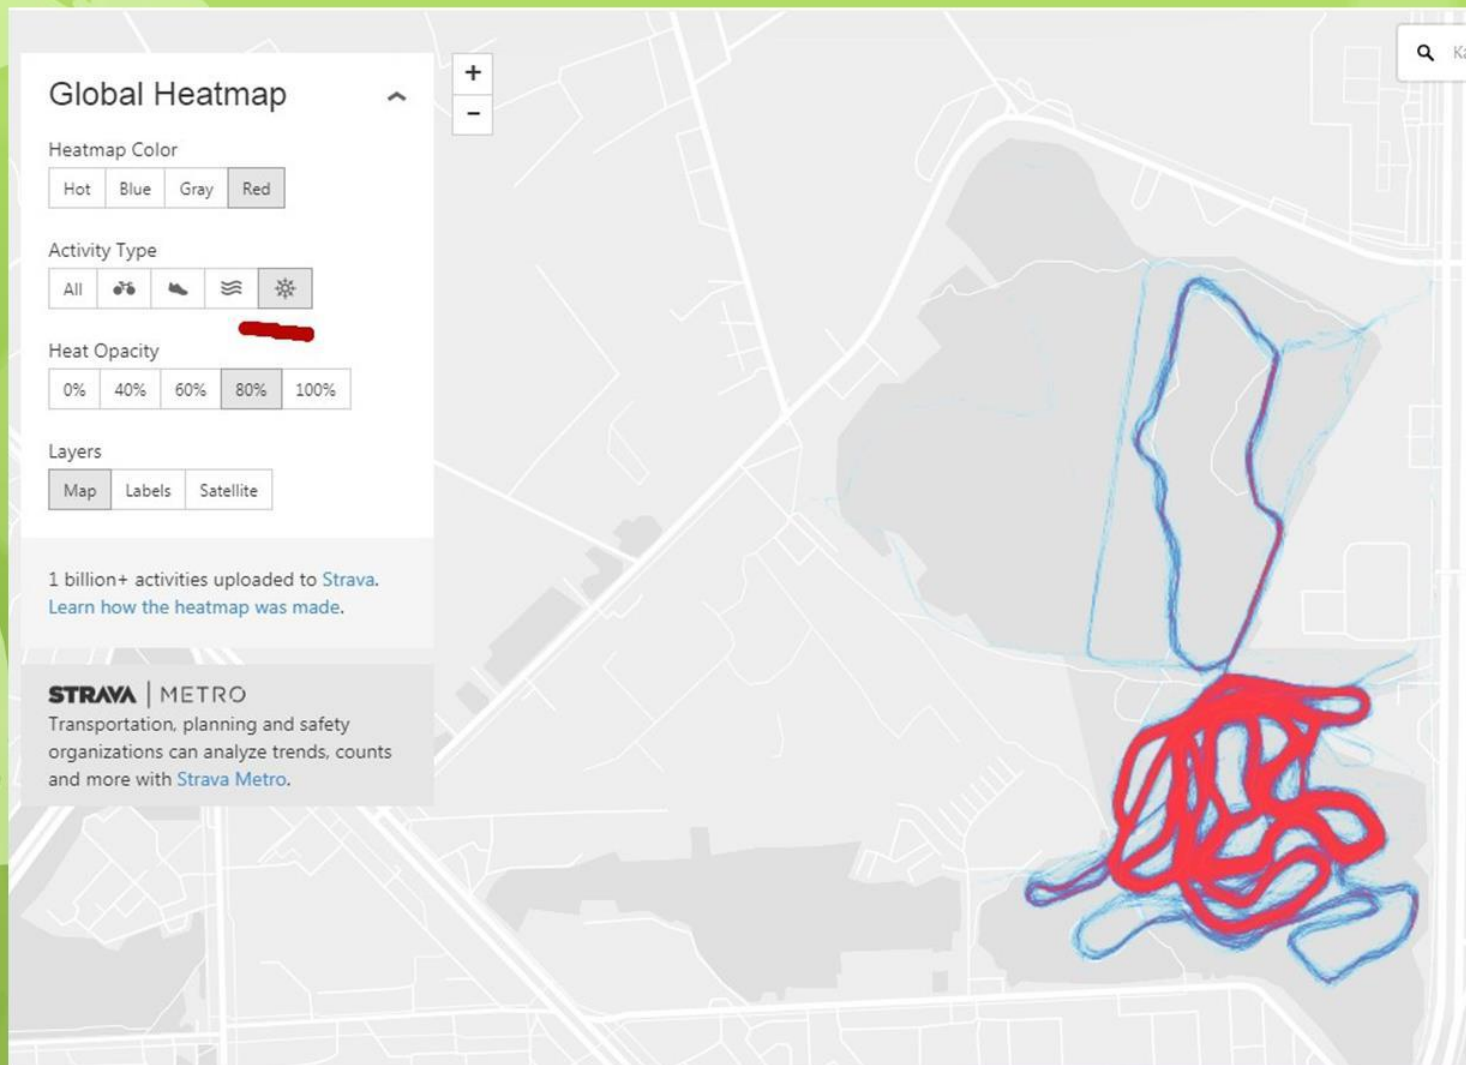 Global Heatmap
Heatmap Color
Hot Blue Gray Red
Activity Type
All
Heat Opacity
0% 40% 60% 80% 100%
Layers
Map Labels Satellite
1 billion+ activities uploaded to Strava.
Learn how the heatmap was made.
STRAVA | METRO
Transportation, planning and safety
organizations can analyze trends, counts
and more with Strava Metro.
+
−